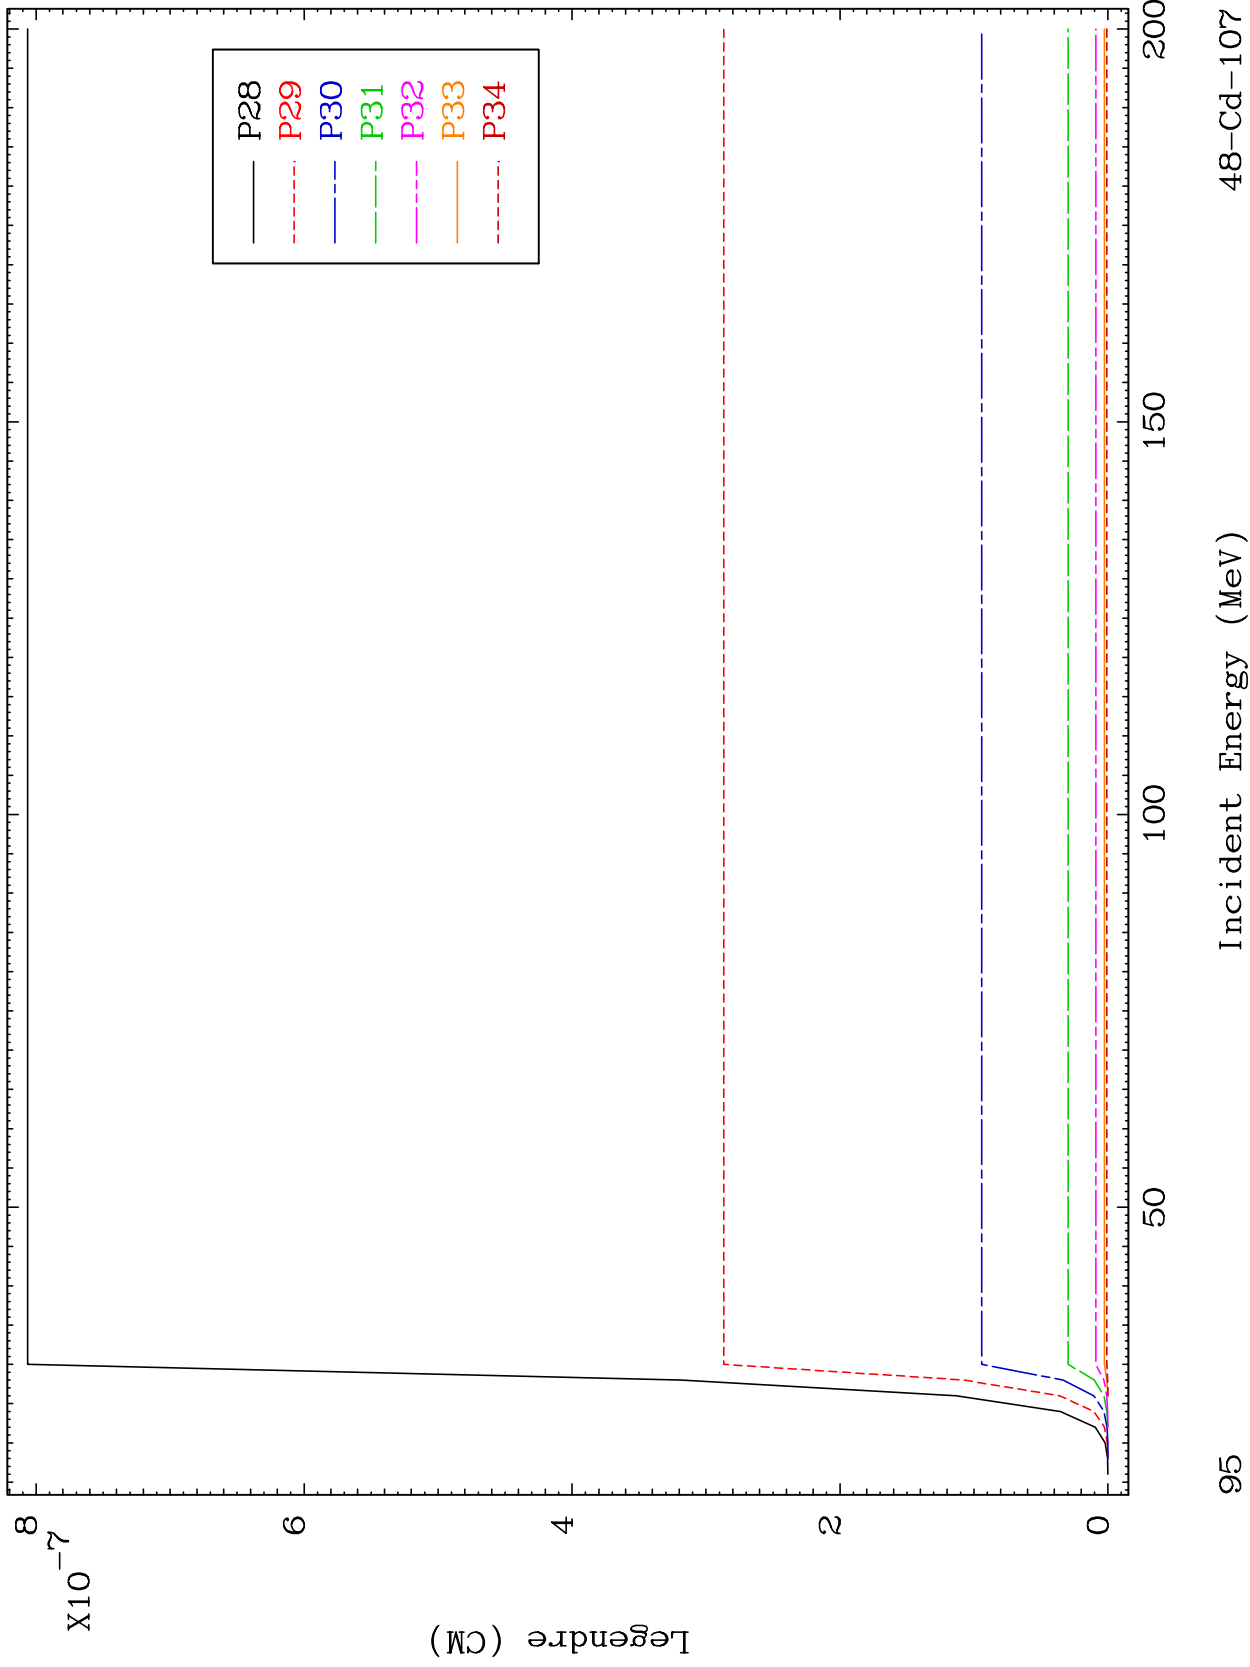 X10-7
8
6
4
2
0
Legendre (CM)
P28
P29
P30
P31
P32
P33
P34
50
100
150
200
Incident Energy (MeV)
95
48-Cd-107